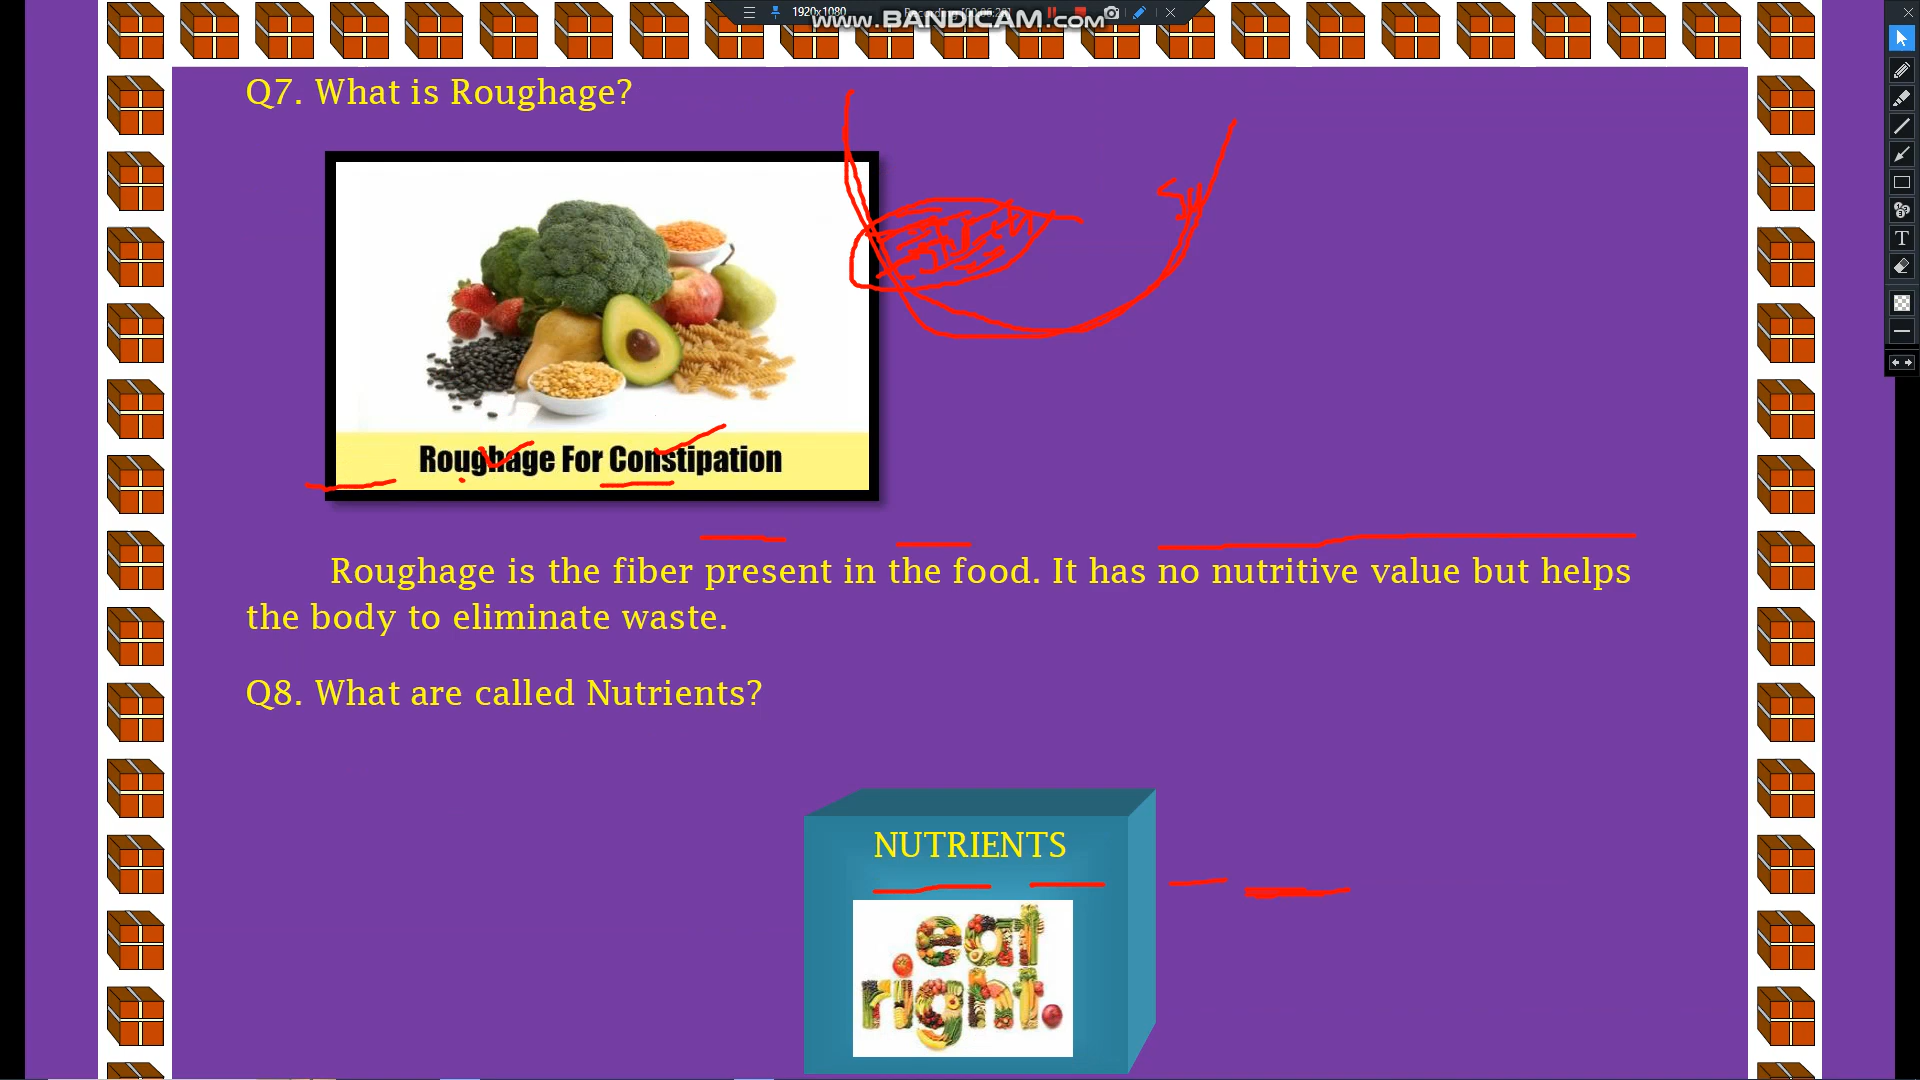 1920x1080
www.BANDICAM.com
Q7. What is Roughage?
Roughage For Constipation
Roughage is the fiber present in the food. It has no nutritive value but helps
the body to eliminate waste.
Q8. What are called Nutrients?
NUTRIENTS
eat
right.